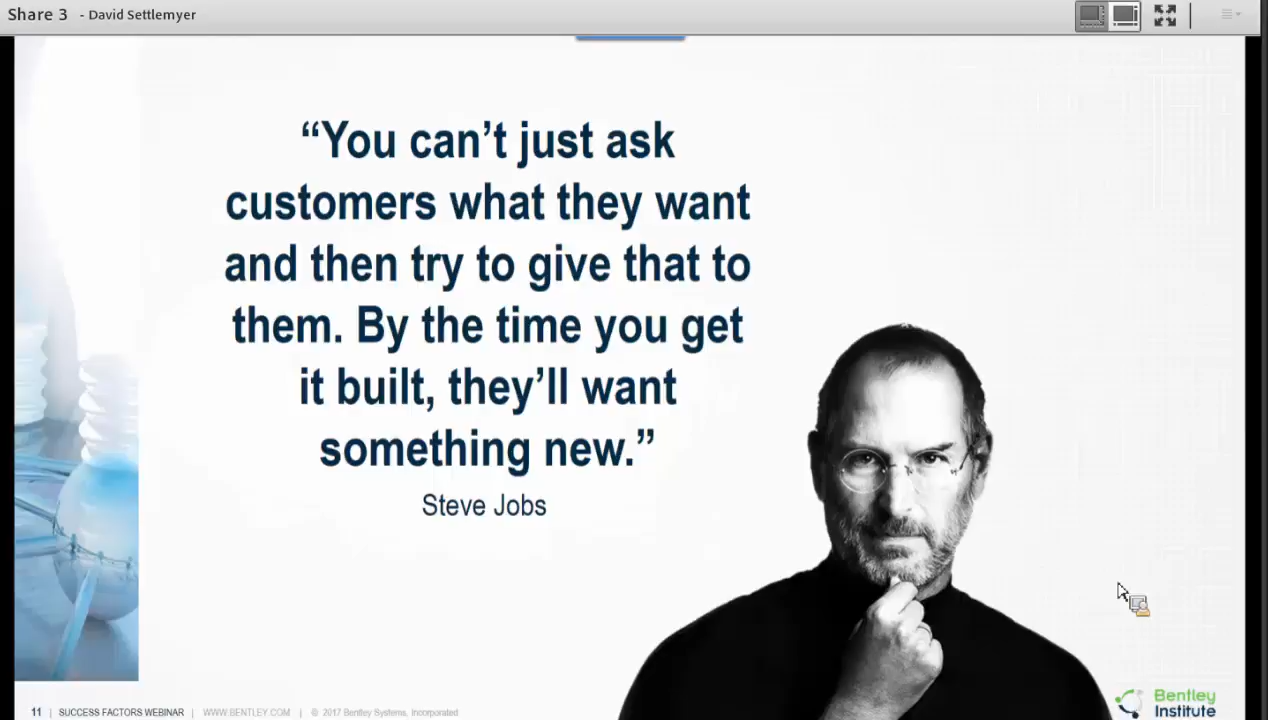 Share 3 - David Settlemyer
“You can’t just ask
customers what they want
and then try to give that to
them. By the time you get
it built, they’ll want
something new.”
Steve Jobs
11 | SUCCESS FACTORS WEBINAR | WWW.BENTLEY.COM | © 2017 Bentley Systems, Incorporated
Bentley
Institute